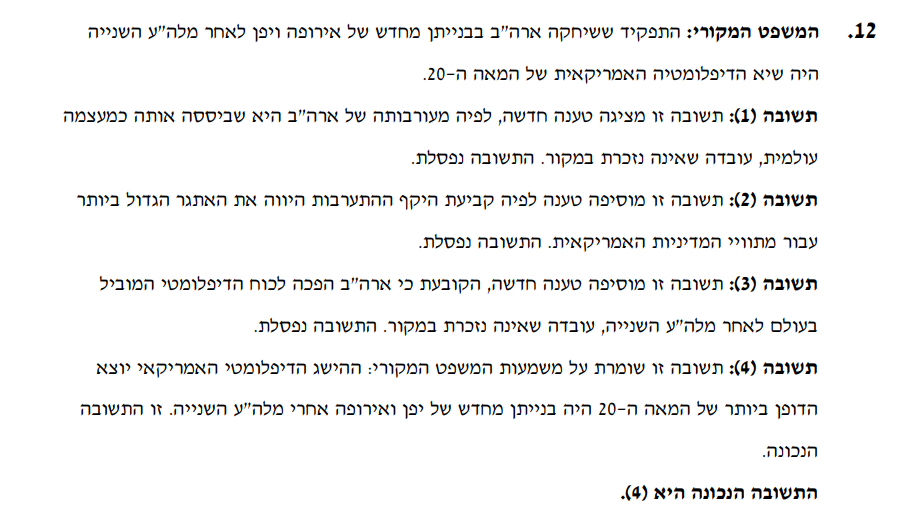 12. המשפט המקורי: התפקיד ששיחקה ארה"ב בבנייתן מחדש של אירופה ויפן לאחר מלה"ע השנייה
היה שיא הדיפלומטיה האמריקאית של המאה ה-20.
תשובה (1): תשובה זו מציגה טענה חדשה, לפיה מעורבותה של ארה"ב היא שביססה אותה כמעצמה
עולמית, עובדה שאינה נזכרת במקור. התשובה נפסלת.
תשובה (2): תשובה זו מוסיפה טענה לפיה קביעת היקף ההתערבות היווה את האתגר הגדול ביותר
עבור מתוויי המדיניות האמריקאית. התשובה נפסלת.
תשובה (3): תשובה זו מוסיפה טענה חדשה, הקובעת כי ארה"ב הפכה לכוח הדיפלומטי המוביל
בעולם לאחר מלה"ע השנייה, עובדה שאינה נזכרת במקור. התשובה נפסלת.
תשובה (4): תשובה זו שומרת על משמעות המשפט המקורי: ההישג הדיפלומטי האמריקאי יוצא
הדופן ביותר של המאה ה-20 היה בנייתן מחדש של יפן ואירופה אחרי מלה"ע השנייה. זו התשובה
הנכונה.
התשובה הנכונה היא (4).